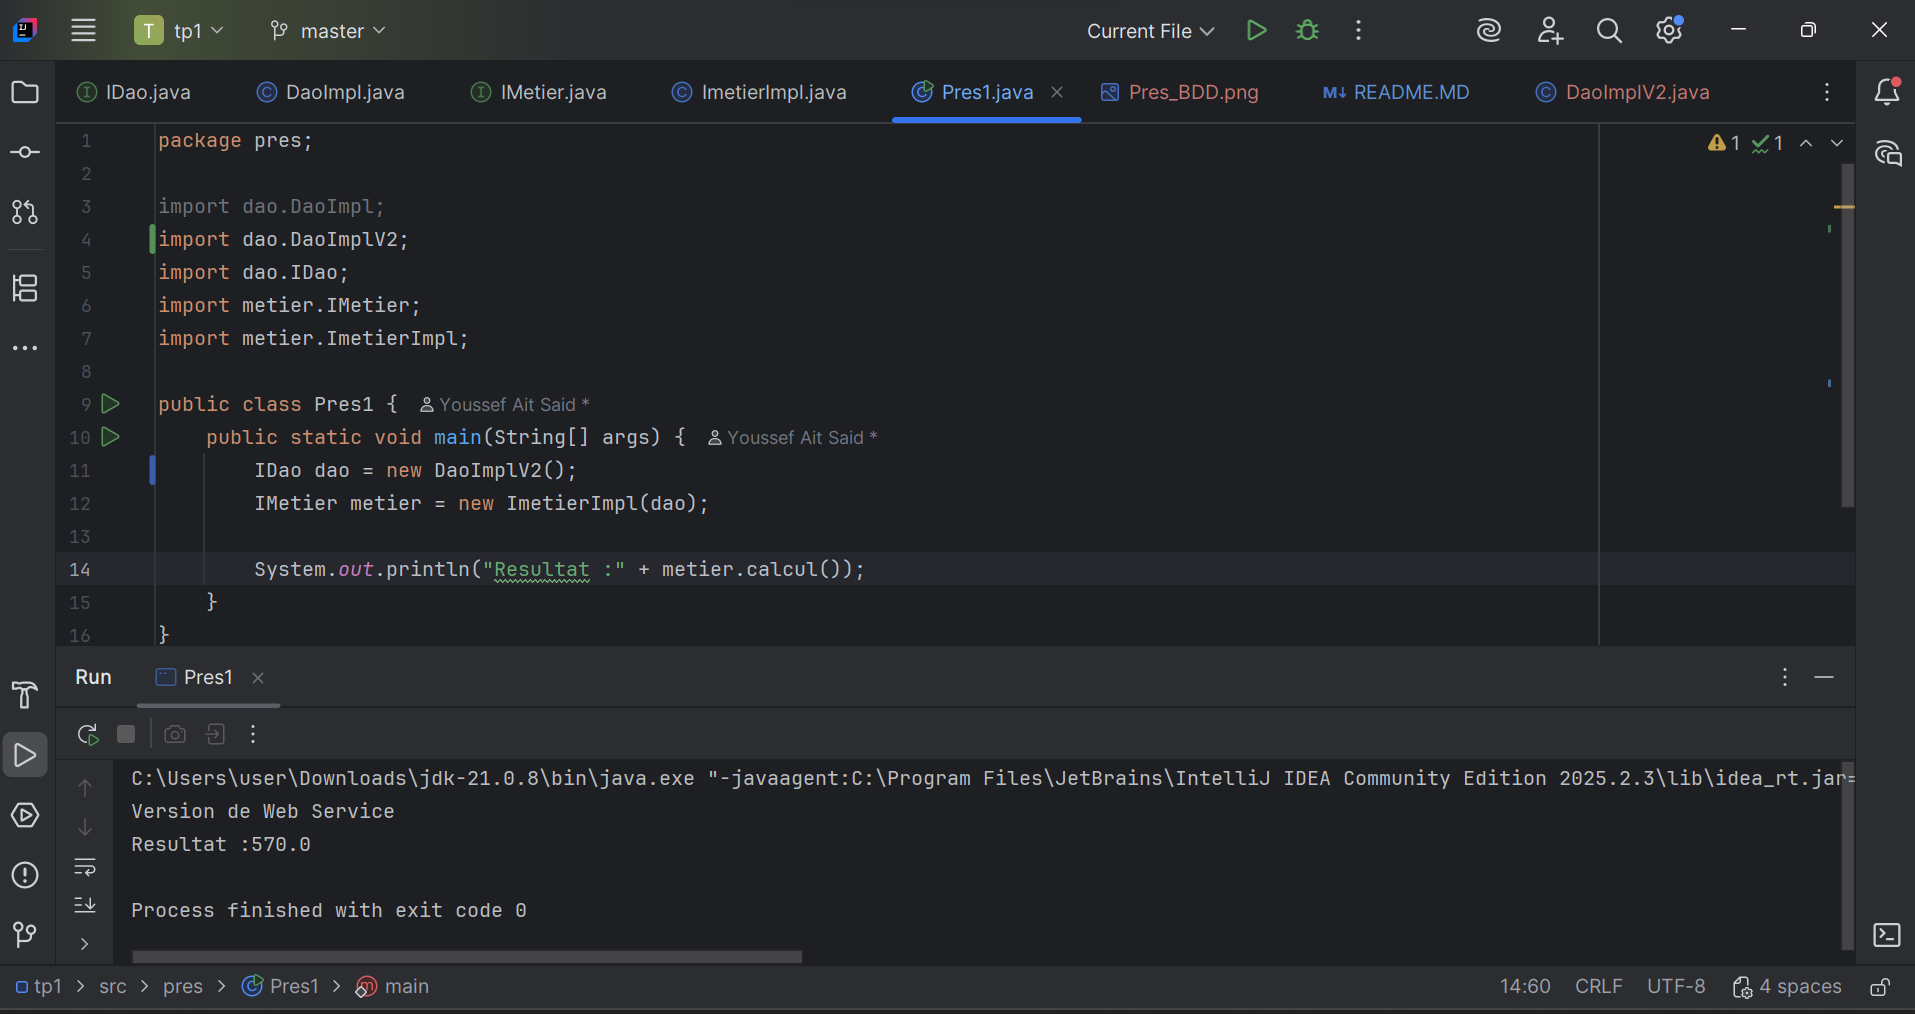 T tp1 master Current File
IDao.java DaoImpl.java IMetier.java ImetierImpl.java Pres1.java Pres_BDD.png README.MD DaoImplV2.java
1 package pres; 1 1
2
3 import dao.DaoImpl;
4 import dao.DaoImplV2;
5 import dao.IDao;
6 import metier.IMetier;
7 import metier.ImetierImpl;
8
9 public class Pres1 { Youssef Ait Said *
10 public static void main(String[] args) { Youssef Ait Said *
11 IDao dao = new DaoImplV2();
12 IMetier metier = new ImetierImpl(dao);
13
14 System.out.println("Resultat :" + metier.calcul());
15 }
16 }
Run Pres1
C:\Users\user\Downloads\jdk-21.0.8\bin\java.exe "-javaagent:C:\Program Files\JetBrains\IntelliJ IDEA Community Edition 2025.2.3\lib\idea_rt.jar=
Version de Web Service
Resultat :570.0
Process finished with exit code 0
tp1 > src > pres > Pres1 > main 14:60 CRLF UTF-8 4 spaces